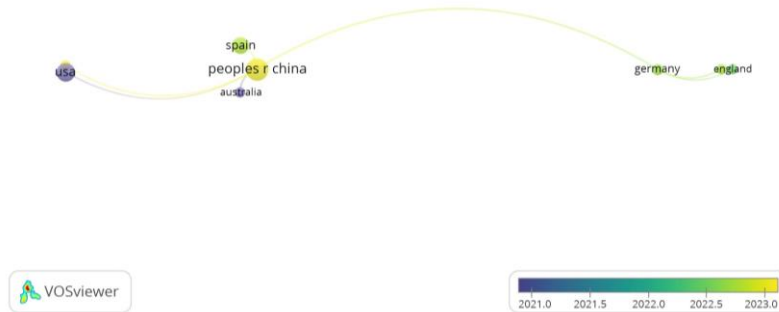 spain
usa
peoples r china
germany
england
australia
VOSviewer
2021.0 2021.5 2022.0 2022.5 2023.0